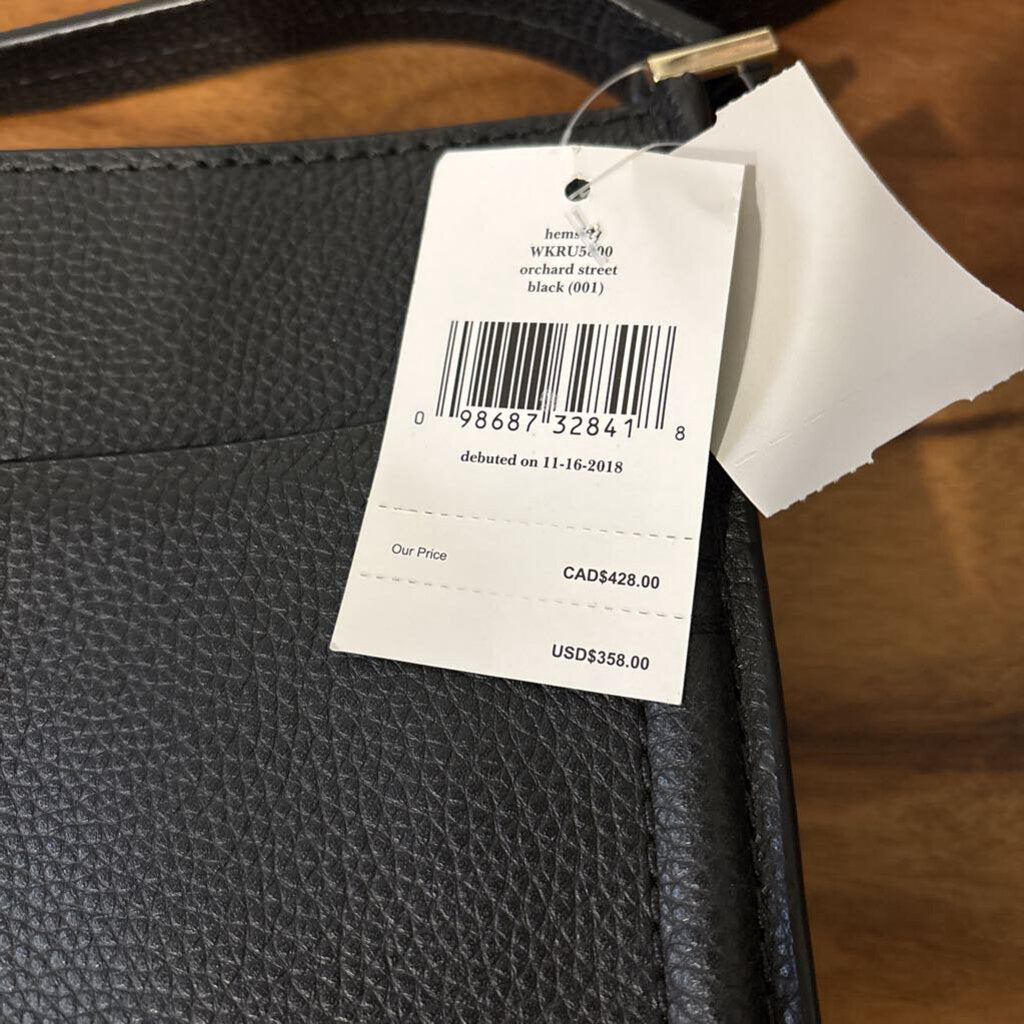 orchard street
black (001)
0 98687 32841 8
debuted on 11-16-2018
Our Price
CAD$428.00
USD$358.00